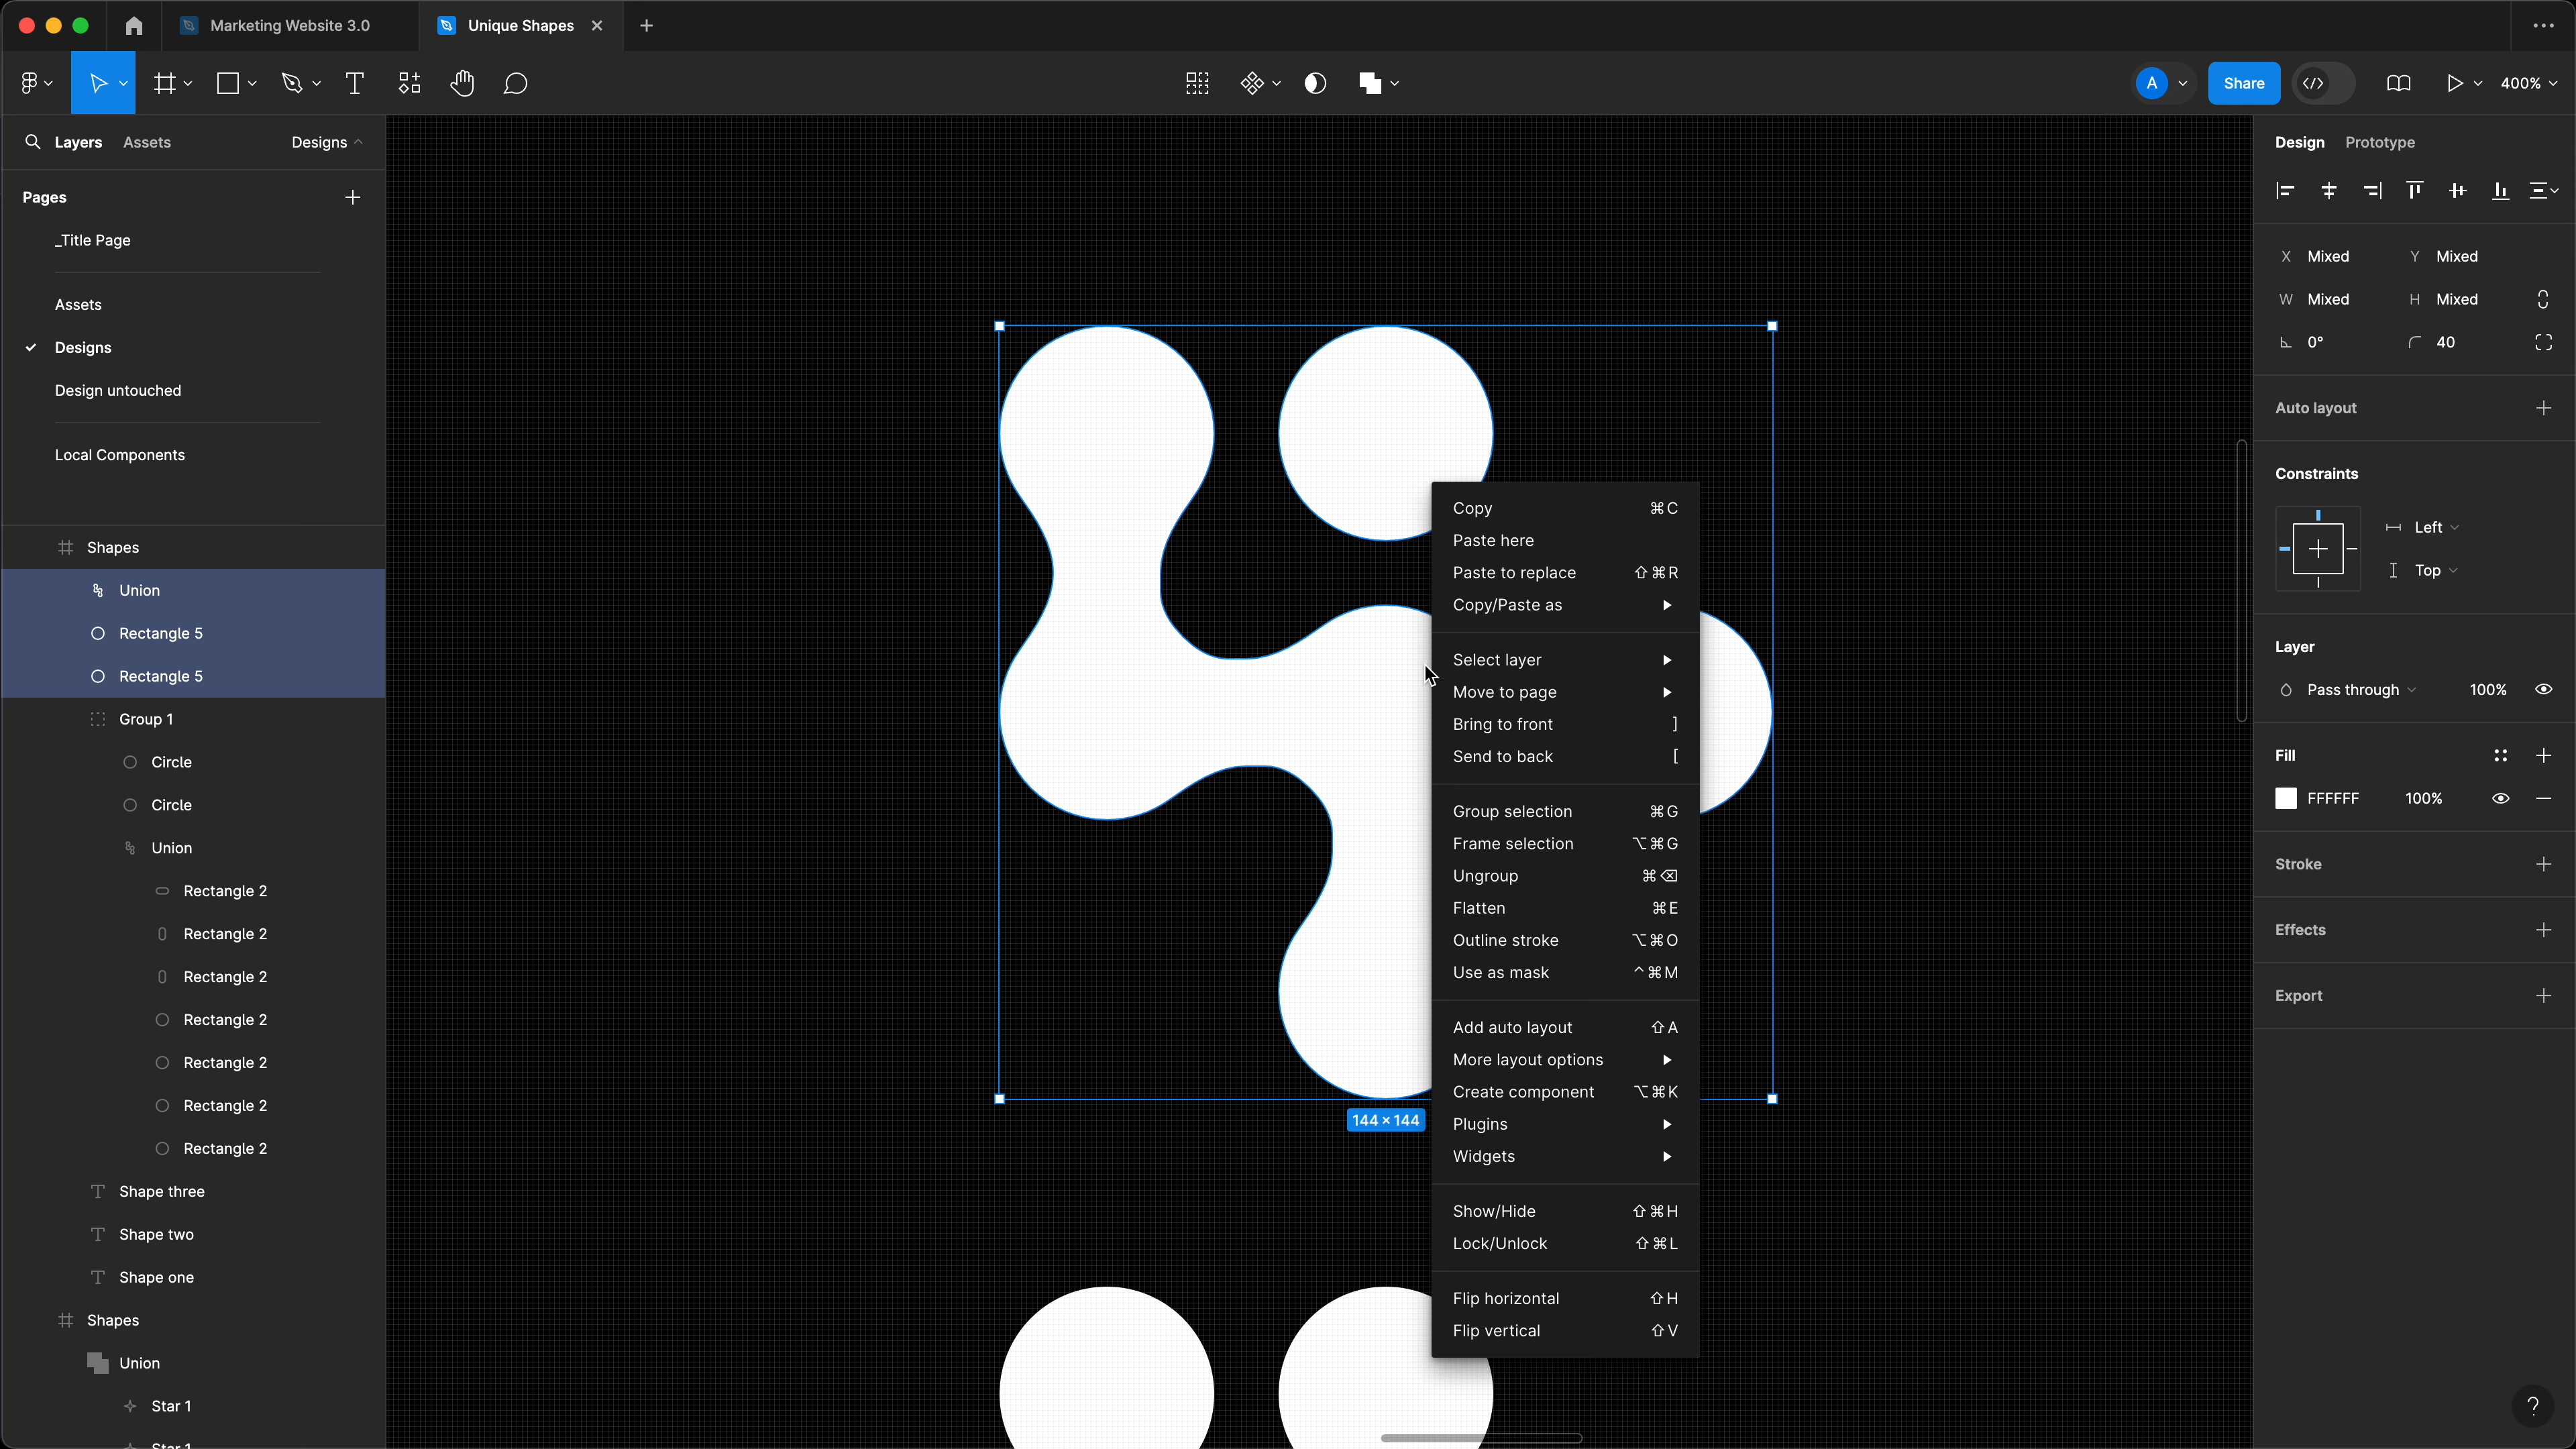 Marketing Website 3.0
Unique Shapes
A
Share
400%
Layers
Assets
Designs
Pages
_Title Page
Assets
Designs
Design untouched
Local Components
Shapes
Union
Rectangle 5
Rectangle 5
Group 1
Circle
Circle
Union
Rectangle 2
Rectangle 2
Rectangle 2
Rectangle 2
Rectangle 2
Rectangle 2
Rectangle 2
Shape three
Shape two
Shape one
Shapes
Union
Star 1
Star 1
144 × 144
Copy ⌘C
Paste here
Paste to replace ⇧⌘R
Copy/Paste as
Select layer
Move to page
Bring to front ]
Send to back [
Group selection ⌘G
Frame selection ⌥⌘G
Ungroup ⌘⌫
Flatten ⌘E
Outline stroke ⌥⌘O
Use as mask ^⌘M
Add auto layout ⇧A
More layout options
Create component ⌥⌘K
Plugins
Widgets
Show/Hide ⇧⌘H
Lock/Unlock ⇧⌘L
Flip horizontal ⇧H
Flip vertical ⇧V
Design
Prototype
X Mixed Y Mixed
W Mixed H Mixed
0° 40
Auto layout
Constraints
Left
Top
Layer
Pass through 100%
Fill
FFFFFF 100%
Stroke
Effects
Export
?